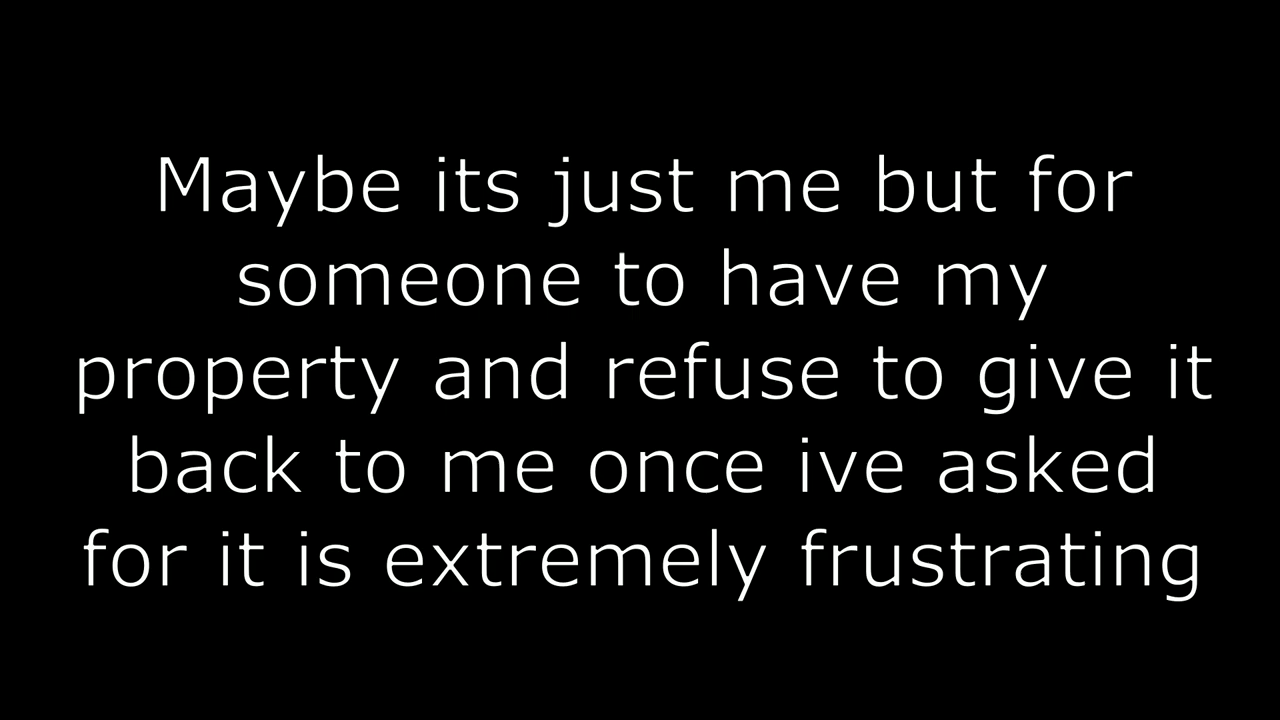 Maybe its just me but for
someone to have my
property and refuse to give it
back to me once ive asked
for it is extremely frustrating